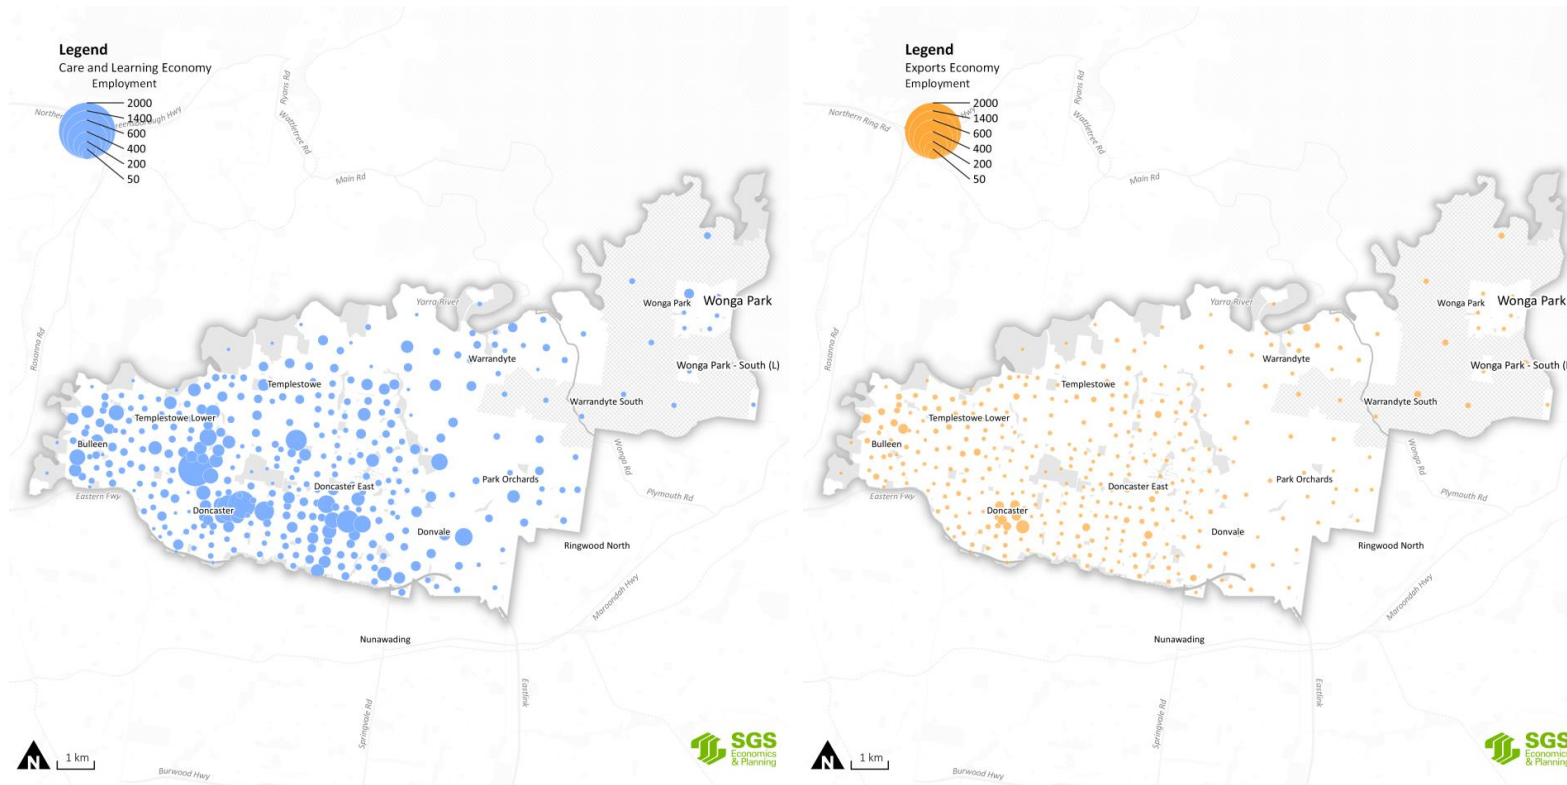 Legend
Care and Learning Economy
Employment
2000
1400
600
400
200
50
Greensborough Hwy
Ryans Rd
Wattletree Rd
Main Rd
Rosanna Rd
Yarra River
Wonga Park
Wonga Park
Warrandyte
Wonga Park - South (L)
Templestowe
Warrandyte South
Templestowe Lower
Bulleen
Wonga Rd
Park Orchards
Doncaster East
Plymouth Rd
Eastern Fwy
Doncaster
Donvale
Ringwood North
Maroondah Hwy
Nunawading
Springvale Rd
Eastlink
Burwood Hwy
N
1 km
SGS
Economics
& Planning
Legend
Exports Economy
Employment
2000
1400
600
400
200
50
Northern Ring Rd
Hwy
Ryans Rd
Wattletree Rd
Main Rd
Rosanna Rd
Yarra River
Wonga Park
Wonga Park
Warrandyte
Wonga Park - South (
Templestowe
Warrandyte South
Templestowe Lower
Bulleen
Wonga Rd
Park Orchards
Doncaster East
Plymouth Rd
Eastern Fwy
Doncaster
Donvale
Ringwood North
Maroondah Hwy
Nunawading
Springvale Rd
Eastlink
Burwood Hwy
N
1 km
SGS
Economics
& Planning